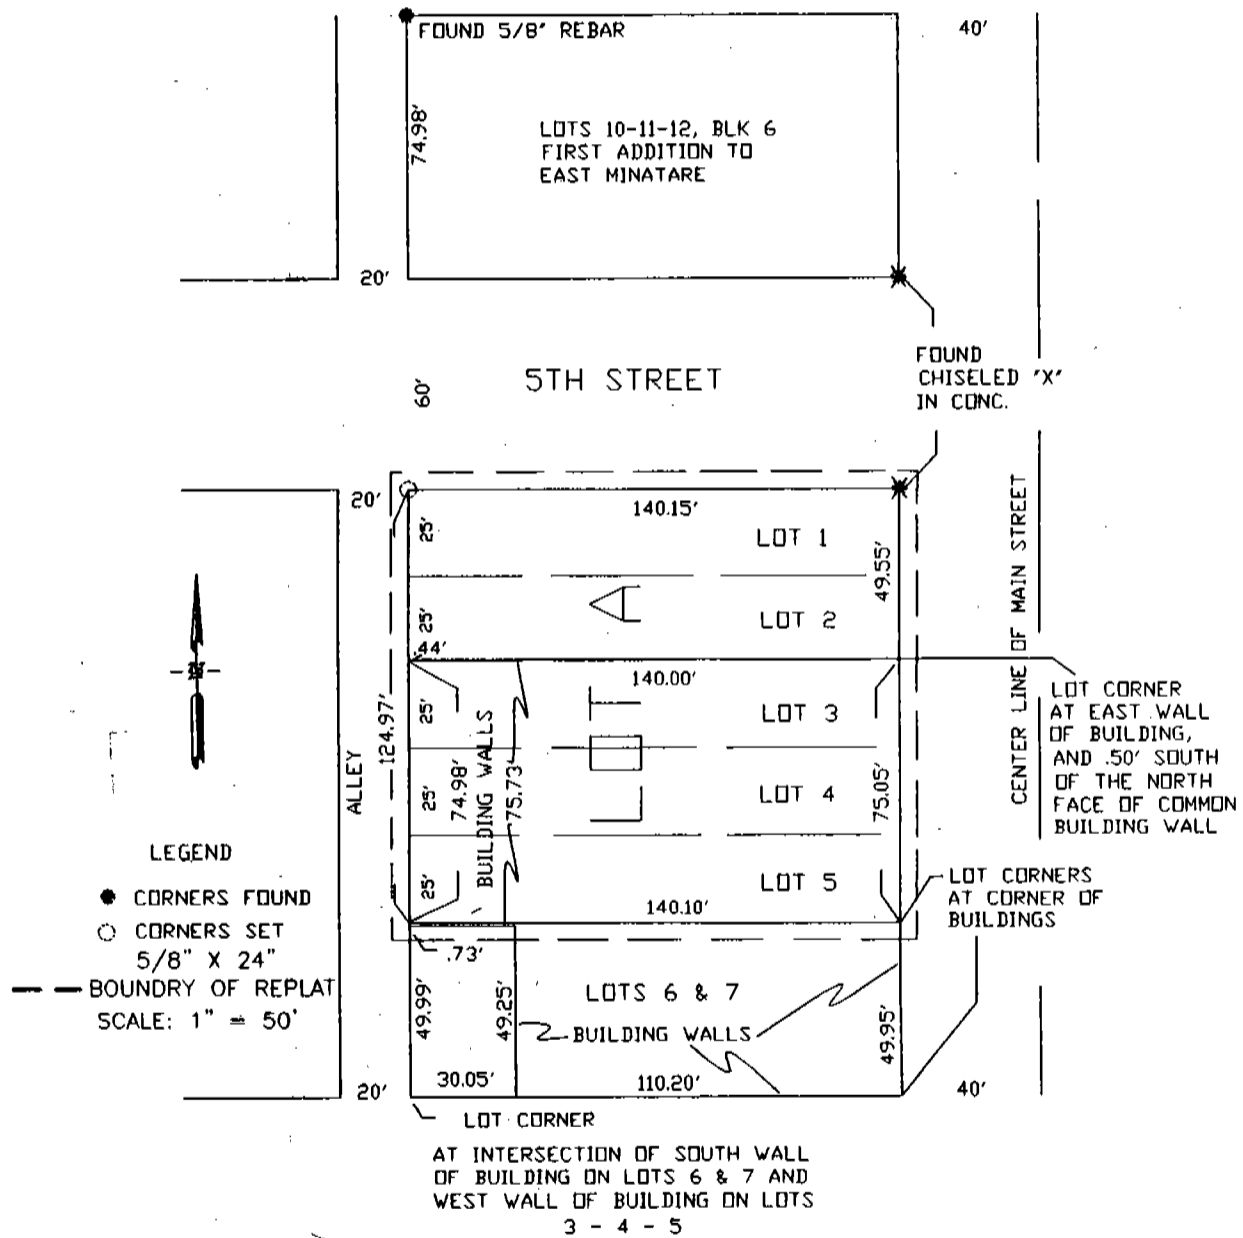 40'
FOUND 5/8" REBAR
74.98'
LOTS 10-11-12, BLK 6
FIRST ADDITION TO
EAST MINATARE
20'
FOUND
CHISELED 'X'
IN CONC.
5TH STREET
60'
20'
140.15'
25'
LOT 1
49.55'
25'
LOT 2
A
.44'
140.00'
CENTER LINE OF MAIN STREET
LOT CORNER
AT EAST WALL
OF BUILDING,
AND .50' SOUTH
OF THE NORTH
FACE OF COMMON
BUILDING WALL
N
124.97'
ALLEY
25'
LOT 3
25'
74.98'
BUILDING WALLS
75.73'
LOT 4
75.05'
25'
LOT 5
140.10'
LOT CORNERS
AT CORNER OF
BUILDINGS
LEGEND
CORNERS FOUND
CORNERS SET
5/8" X 24"
BOUNDRY OF REPLAT
SCALE: 1" = 50'
.73'
LOTS 6 & 7
49.99'
49.25'
BUILDING WALLS
49.95'
20'
30.05'
110.20'
40'
LOT CORNER
AT INTERSECTION OF SOUTH WALL
OF BUILDING ON LOTS 6 & 7 AND
WEST WALL OF BUILDING ON LOTS
3 - 4 - 5